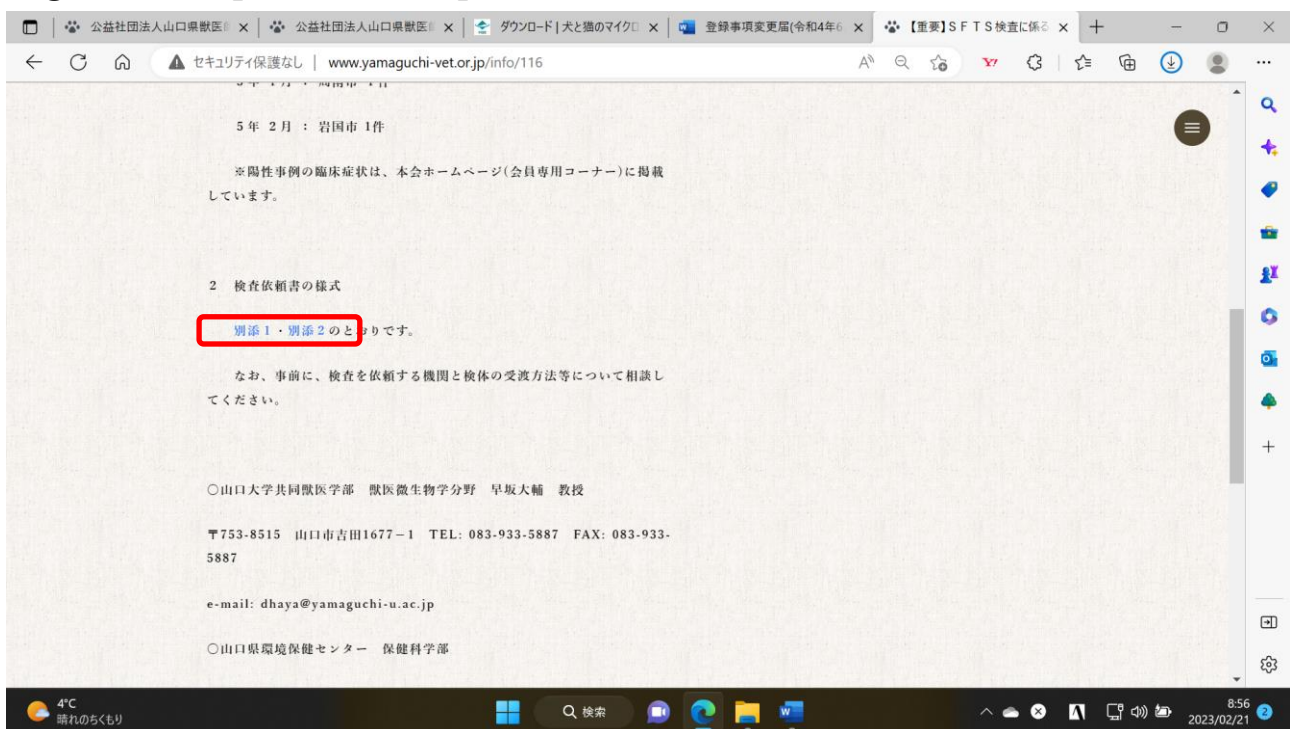 公益社団法人山口県獣医
公益社団法人山口県獣医
ダウンロード | 犬と猫のマイクロ
登録事項変更届(令和4年6
【重要】SFTS検査に係る
セキュリティ保護なし | www.yamaguchi-vet.or.jp/info/116
5年 2月 : 岩国市 1件
※陽性事例の臨床症状は、本会ホームページ(会員専用コーナー)に掲載
しています。
2 検査依頼書の様式
別添1・別添2のとおりです。
なお、事前に、検査を依頼する機関と検体の受渡方法等について相談し
てください。
○山口大学共同獣医学部 獣医微生物学分野 早坂大輔 教授
〒753-8515 山口市吉田1677−1 TEL: 083-933-5887 FAX: 083-933-
5887
e-mail: dhaya@yamaguchi-u.ac.jp
○山口県環境保健センター 保健科学部
4°C
晴れのちくもり
検索
8:56
2023/02/21
2